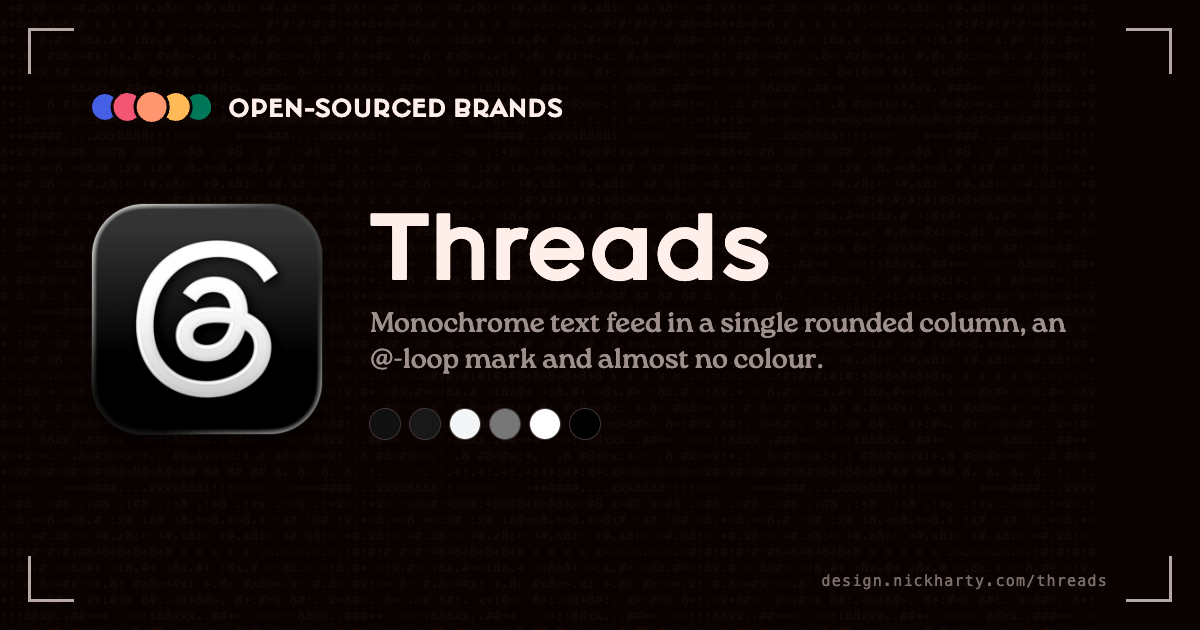 OPEN-SOURCED BRANDS
Threads
Monochrome text feed in a single rounded column, an
@-loop mark and almost no colour.
design.nickharty.com/threads